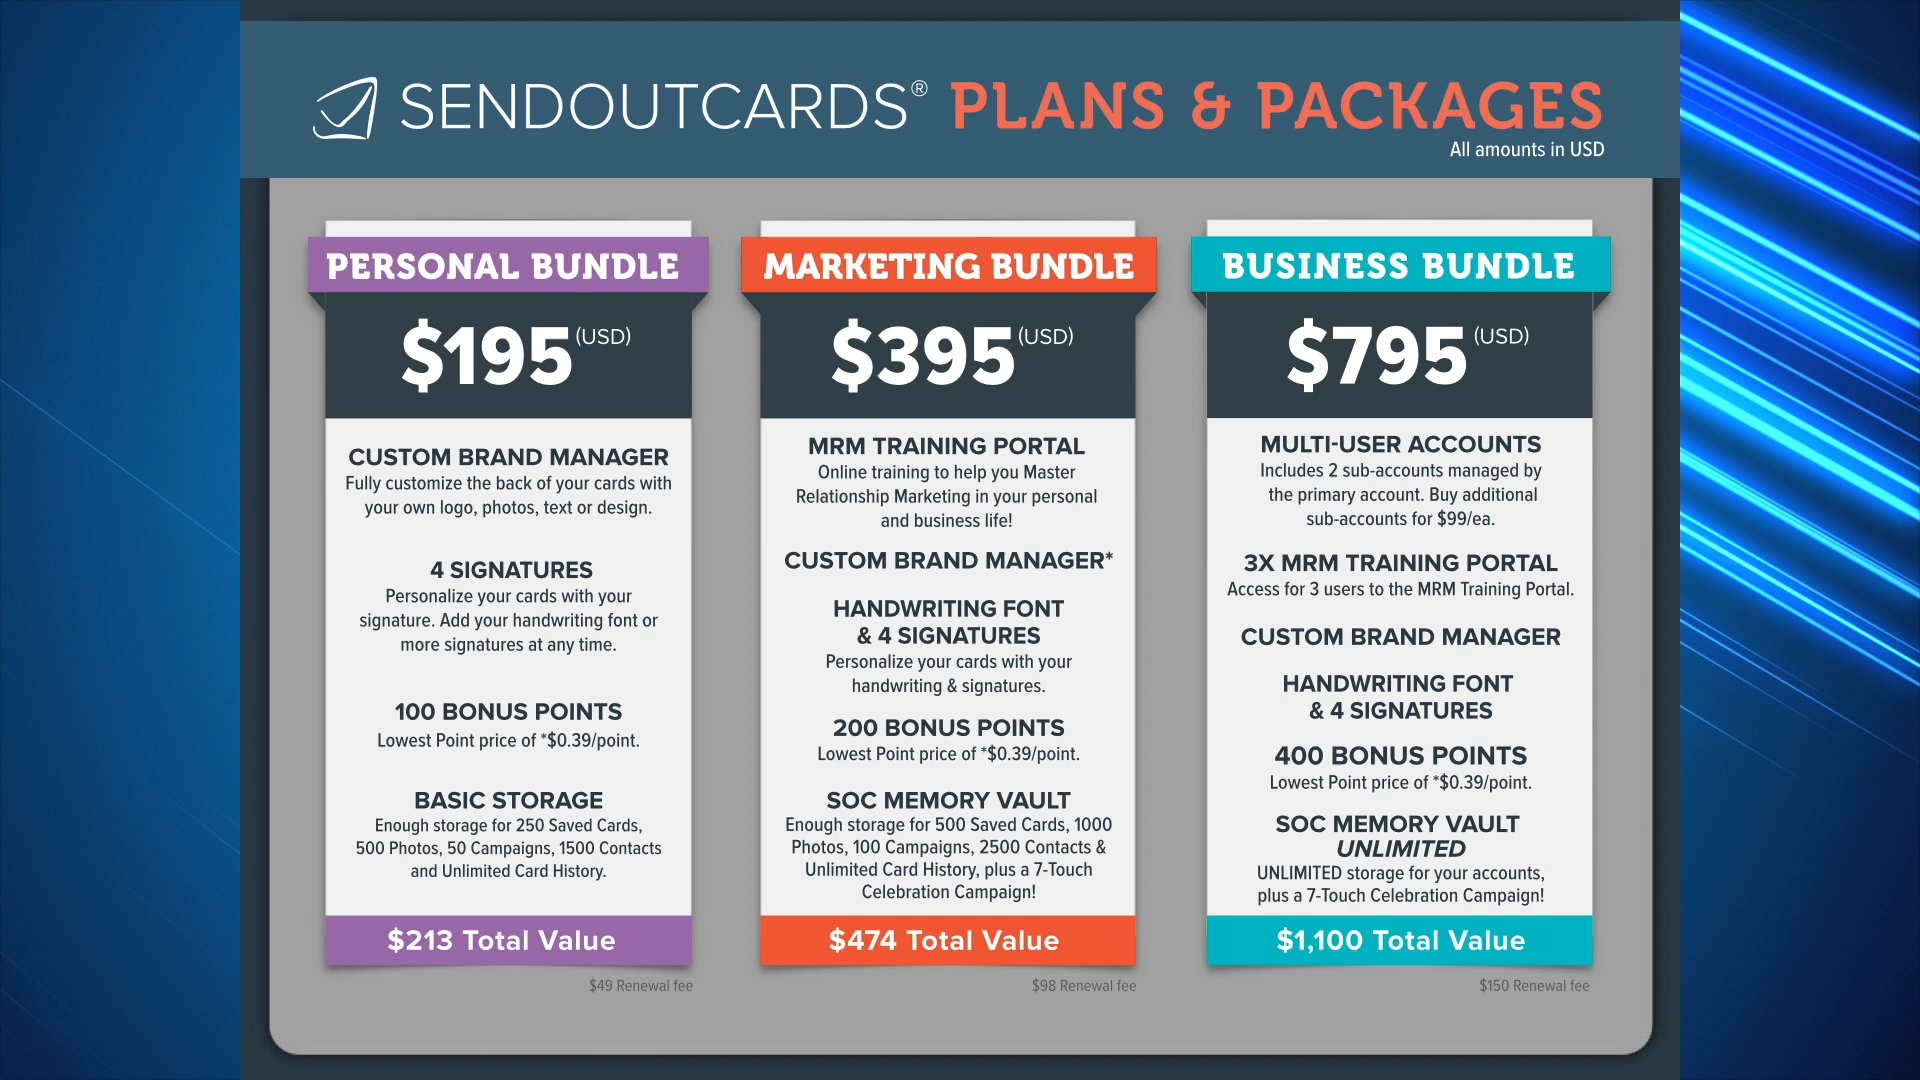 SENDOUTCARDS® PLANS & PACKAGES
All amounts in USD
PERSONAL BUNDLE
$195 (USD)
CUSTOM BRAND MANAGER
Fully customize the back of your cards with
your own logo, photos, text or design.
4 SIGNATURES
Personalize your cards with your
signature. Add your handwriting font or
more signatures at any time.
100 BONUS POINTS
Lowest Point price of *$0.39/point.
BASIC STORAGE
Enough storage for 250 Saved Cards,
500 Photos, 50 Campaigns, 1500 Contacts
and Unlimited Card History.
$213 Total Value
$49 Renewal fee
MARKETING BUNDLE
$395 (USD)
MRM TRAINING PORTAL
Online training to help you Master
Relationship Marketing in your personal
and business life!
CUSTOM BRAND MANAGER*
HANDWRITING FONT
& 4 SIGNATURES
Personalize your cards with your
handwriting & signatures.
200 BONUS POINTS
Lowest Point price of *$0.39/point.
SOC MEMORY VAULT
Enough storage for 500 Saved Cards, 1000
Photos, 100 Campaigns, 2500 Contacts &
Unlimited Card History, plus a 7-Touch
Celebration Campaign!
$474 Total Value
$98 Renewal fee
BUSINESS BUNDLE
$795 (USD)
MULTI-USER ACCOUNTS
Includes 2 sub-accounts managed by
the primary account. Buy additional
sub-accounts for $99/ea.
3X MRM TRAINING PORTAL
Access for 3 users to the MRM Training Portal.
CUSTOM BRAND MANAGER
HANDWRITING FONT
& 4 SIGNATURES
400 BONUS POINTS
Lowest Point price of *$0.39/point.
SOC MEMORY VAULT
UNLIMITED
UNLIMITED storage for your accounts,
plus a 7-Touch Celebration Campaign!
$1,100 Total Value
$150 Renewal fee